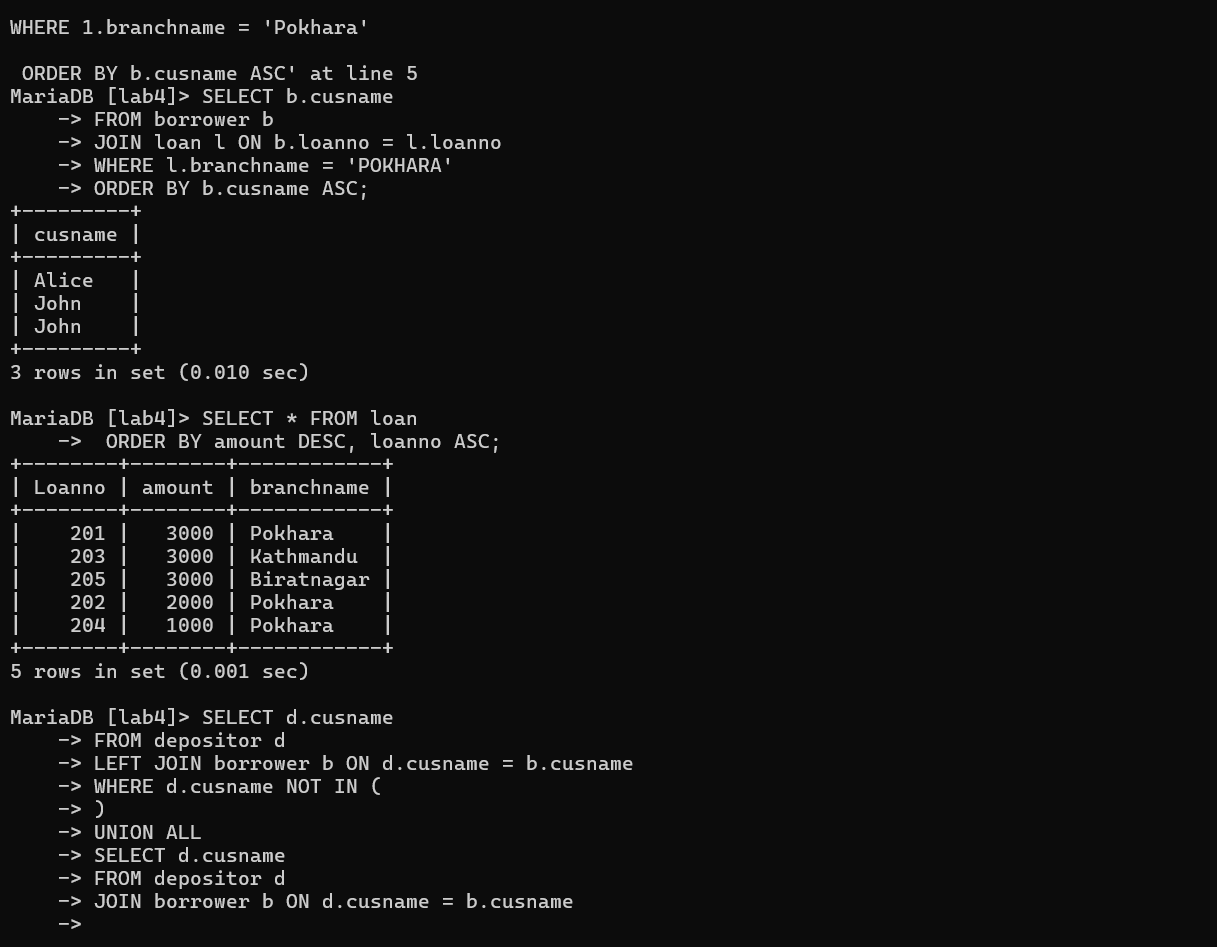 WHERE 1.branchname = 'Pokhara'
 ORDER BY b.cusname ASC' at line 5
MariaDB [lab4]> SELECT b.cusname
    -> FROM borrower b
    -> JOIN loan l ON b.loanno = l.loanno
    -> WHERE l.branchname = 'POKHARA'
    -> ORDER BY b.cusname ASC;
+---------+
| cusname |
+---------+
| Alice   |
| John    |
| John    |
+---------+
3 rows in set (0.010 sec)
MariaDB [lab4]> SELECT * FROM loan
    ->  ORDER BY amount DESC, loanno ASC;
+--------+--------+------------+
| Loanno | amount | branchname |
+--------+--------+------------+
|    201 |   3000 | Pokhara    |
|    203 |   3000 | Kathmandu  |
|    205 |   3000 | Biratnagar |
|    202 |   2000 | Pokhara    |
|    204 |   1000 | Pokhara    |
+--------+--------+------------+
5 rows in set (0.001 sec)
MariaDB [lab4]> SELECT d.cusname
    -> FROM depositor d
    -> LEFT JOIN borrower b ON d.cusname = b.cusname
    -> WHERE d.cusname NOT IN (
    -> )
    -> UNION ALL
    -> SELECT d.cusname
    -> FROM depositor d
    -> JOIN borrower b ON d.cusname = b.cusname
    ->